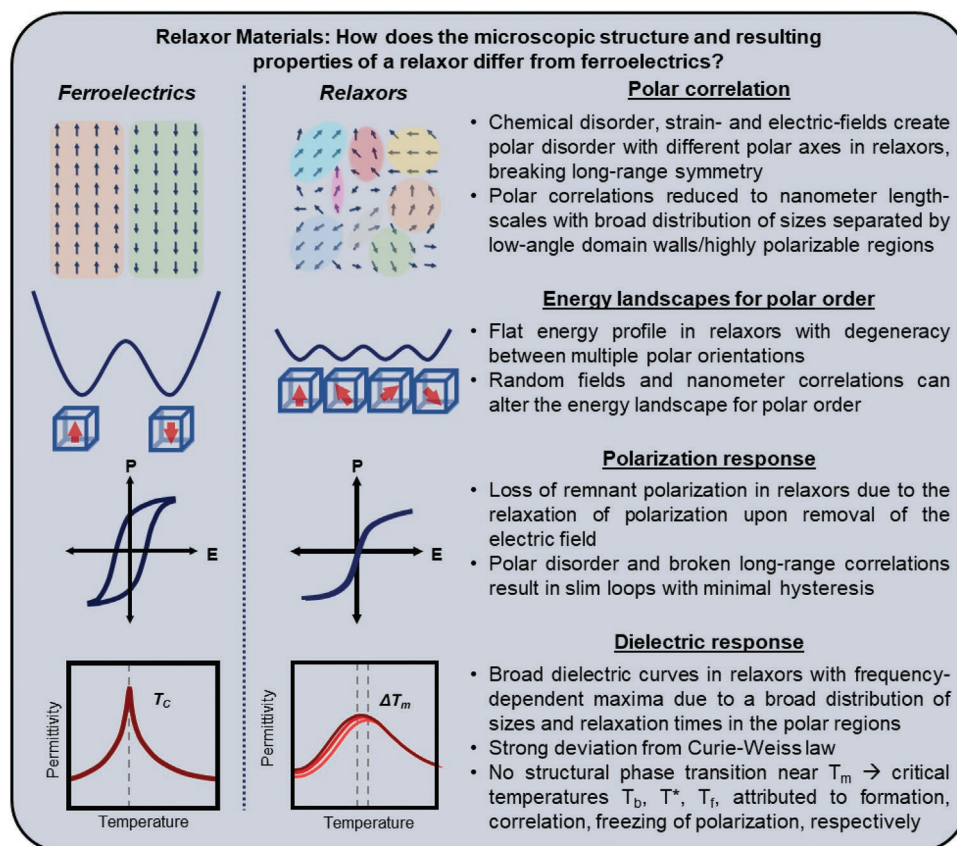 Relaxor Materials: How does the microscopic structure and resulting
properties of a relaxor differ from ferroelectrics?
Ferroelectrics
Relaxors
Polar correlation
• Chemical disorder, strain- and electric-fields create
polar disorder with different polar axes in relaxors,
breaking long-range symmetry
• Polar correlations reduced to nanometer length-
scales with broad distribution of sizes separated by
low-angle domain walls/highly polarizable regions
Energy landscapes for polar order
• Flat energy profile in relaxors with degeneracy
between multiple polar orientations
• Random fields and nanometer correlations can
alter the energy landscape for polar order
P
E
P
E
Polarization response
• Loss of remnant polarization in relaxors due to the
relaxation of polarization upon removal of the
electric field
• Polar disorder and broken long-range correlations
result in slim loops with minimal hysteresis
Permittivity
T_C
Temperature
Permittivity
ΔT_m
Temperature
Dielectric response
• Broad dielectric curves in relaxors with frequency-
dependent maxima due to a broad distribution of
sizes and relaxation times in the polar regions
• Strong deviation from Curie-Weiss law
• No structural phase transition near T_m → critical
temperatures T_b, T*, T_f, attributed to formation,
correlation, freezing of polarization, respectively